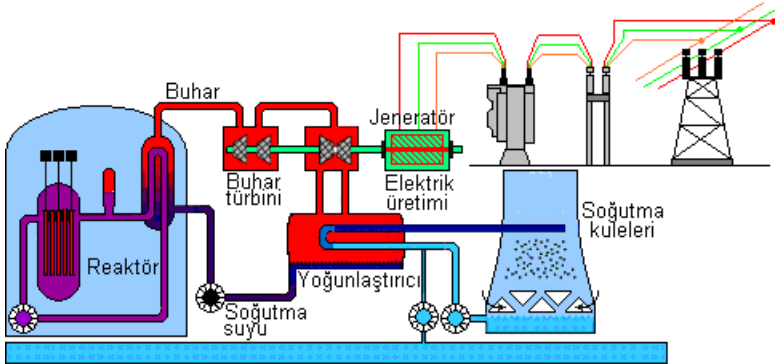 Buhar
Jeneratör
Buhar
türbini
Elektrik
üretimi
Soğutma
kuleleri
Reaktör
Yoğunlaştırıcı
Soğutma
suyu